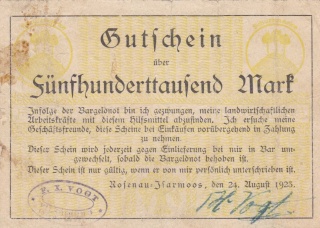 Gutschein
über
Fünfhunderttausend Mark
Infolge der Bargeldnot bin ich gezwungen, meine landwirtschaftlichen
Arbeitskräfte mit diesem Hilfsmittel abzufinden. Ich ersuche meine
Geschäftsfreunde, diese Scheine bei Einkäufen vorübergehend in Zahlung
zu nehmen.
Dieser Schein wird jederzeit gegen Einlieferung bei mir in Bar um-
gewechselt, sobald die Bargeldnot behoben ist.
Dieser Schein ist nur gültig, wenn er von mir persönlich unterschrieben ist.
Rosenau-Isarmoos, den 24. August 1923.
F. X. VOGT